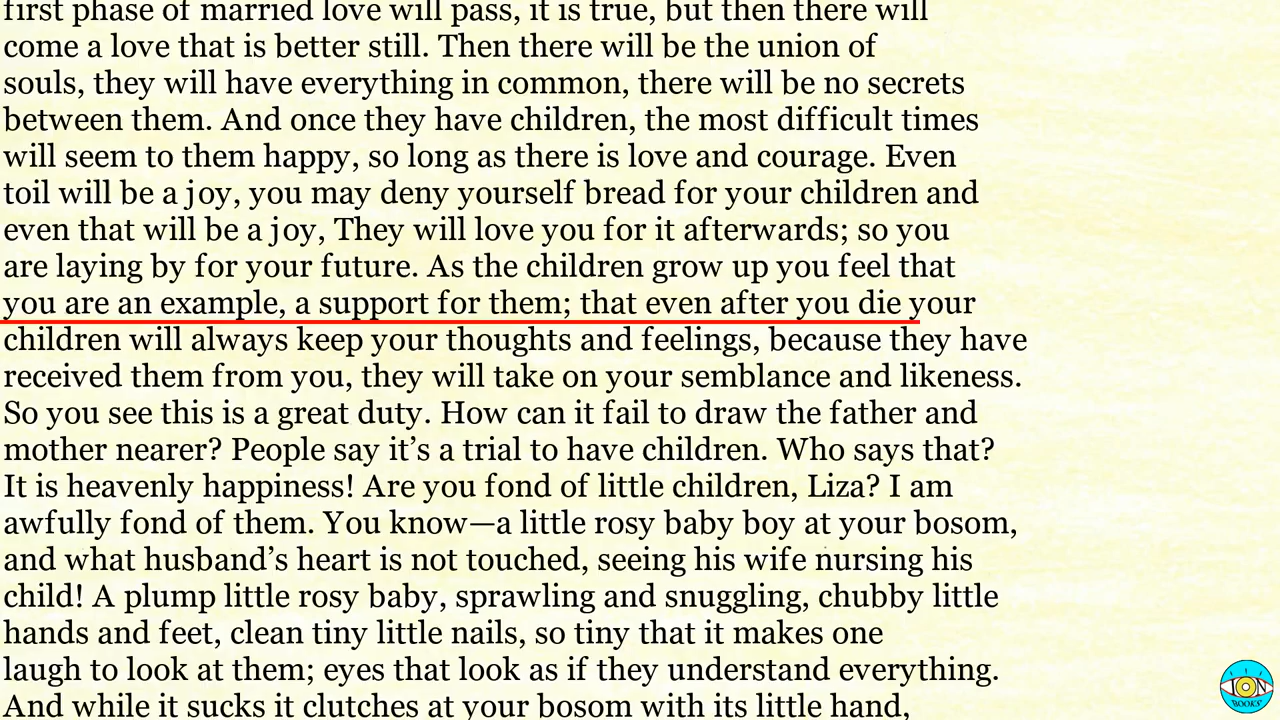 first phase of married love will pass, it is true, but then there will
come a love that is better still. Then there will be the union of
souls, they will have everything in common, there will be no secrets
between them. And once they have children, the most difficult times
will seem to them happy, so long as there is love and courage. Even
toil will be a joy, you may deny yourself bread for your children and
even that will be a joy, They will love you for it afterwards; so you
are laying by for your future. As the children grow up you feel that
you are an example, a support for them; that even after you die your
children will always keep your thoughts and feelings, because they have
received them from you, they will take on your semblance and likeness.
So you see this is a great duty. How can it fail to draw the father and
mother nearer? People say it’s a trial to have children. Who says that?
It is heavenly happiness! Are you fond of little children, Liza? I am
awfully fond of them. You know—a little rosy baby boy at your bosom,
and what husband’s heart is not touched, seeing his wife nursing his
child! A plump little rosy baby, sprawling and snuggling, chubby little
hands and feet, clean tiny little nails, so tiny that it makes one
laugh to look at them; eyes that look as if they understand everything.
And while it sucks it clutches at your bosom with its little hand,
ION
BOOKS